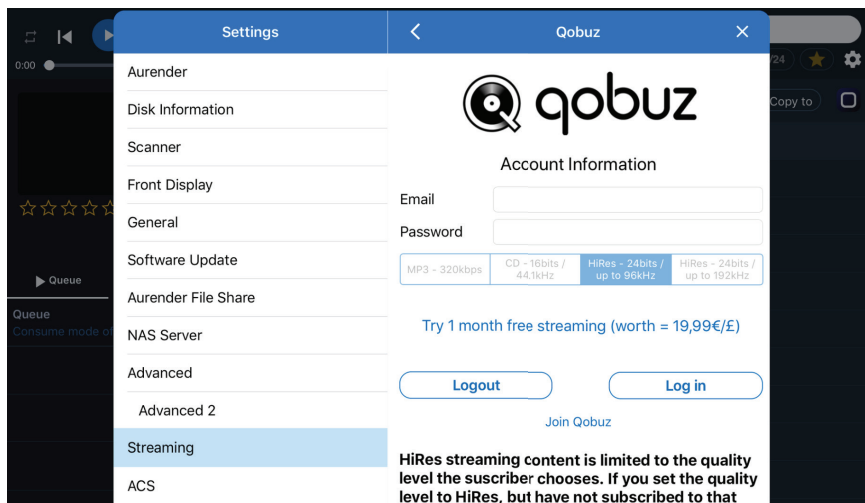 Settings
Qobuz
0:00
/24
Copy to
Queue
Queue
Consume mode of
Aurender
Disk Information
Scanner
Front Display
General
Software Update
Aurender File Share
NAS Server
Advanced
Advanced 2
Streaming
ACS
qobuz
Account Information
Email
Password
MP3 - 320kbps
CD - 16bits /
44.1kHz
HiRes - 24bits /
up to 96kHz
HiRes - 24bits /
up to 192kHz
Try 1 month free streaming (worth = 19,99€/£)
Logout
Log in
Join Qobuz
HiRes streaming content is limited to the quality
level the suscriber chooses. If you set the quality
level to HiRes, but have not subscribed to that